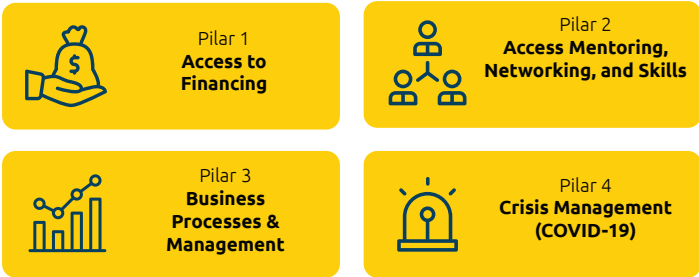 Pilar 1
Access to
Financing
Pilar 2
Access Mentoring,
Networking, and Skills
Pilar 3
Business
Processes &
Management
Pilar 4
Crisis Management
(COVID-19)
$